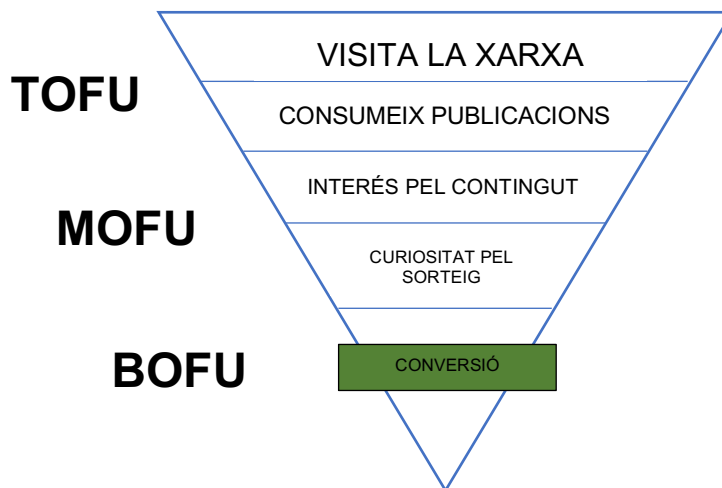 VISITA LA XARXA
TOFU
CONSUMEIX PUBLICACIONS
INTERÉS PEL CONTINGUT
MOFU
CURIOSITAT PEL
SORTEIG
BOFU
CONVERSIÓ